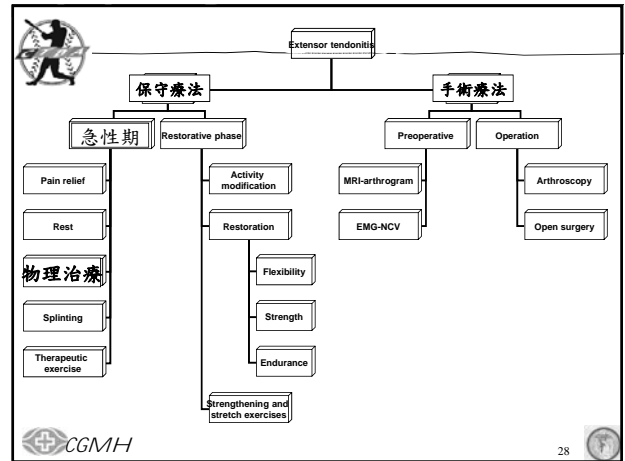 Extensor tendonitis
保守療法
手術療法
急性期
Restorative phase
Preoperative
Operation
Pain relief
Activity
modification
MRI-arthrogram
Arthroscopy
Rest
Restoration
EMG-NCV
Open surgery
物理治療
Flexibility
Splinting
Strength
Therapeutic
exercise
Endurance
Strengthening and
stretch exercises
CGMH
28